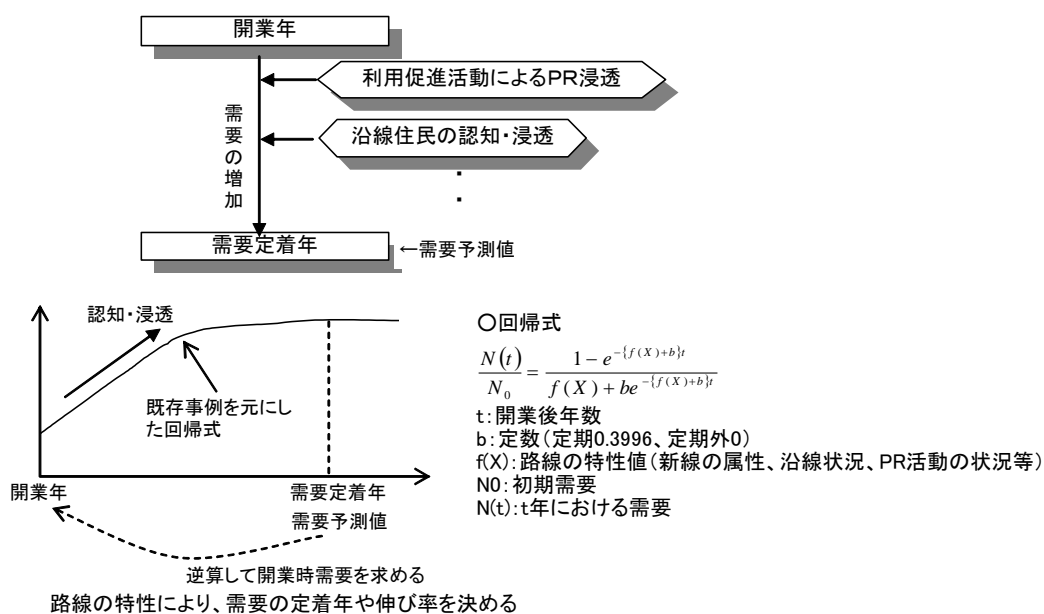 開業年
利用促進活動によるPR浸透
需要の増加
沿線住民の認知・浸透
・
・
需要定着年
←需要予測値
認知・浸透
既存事例を元にし
た回帰式
開業年
需要定着年
需要予測値
逆算して開業時需要を求める
路線の特性により、需要の定着年や伸び率を決める
○回帰式
N(t)/N₀ = (1 − e^{−{f(X)+b}t}) / (f(X) + be^{−{f(X)+b}t})
t:開業後年数
b:定数(定期0.3996、定期外0)
f(X):路線の特性値(新線の属性、沿線状況、PR活動の状況等)
N0:初期需要
N(t):t年における需要